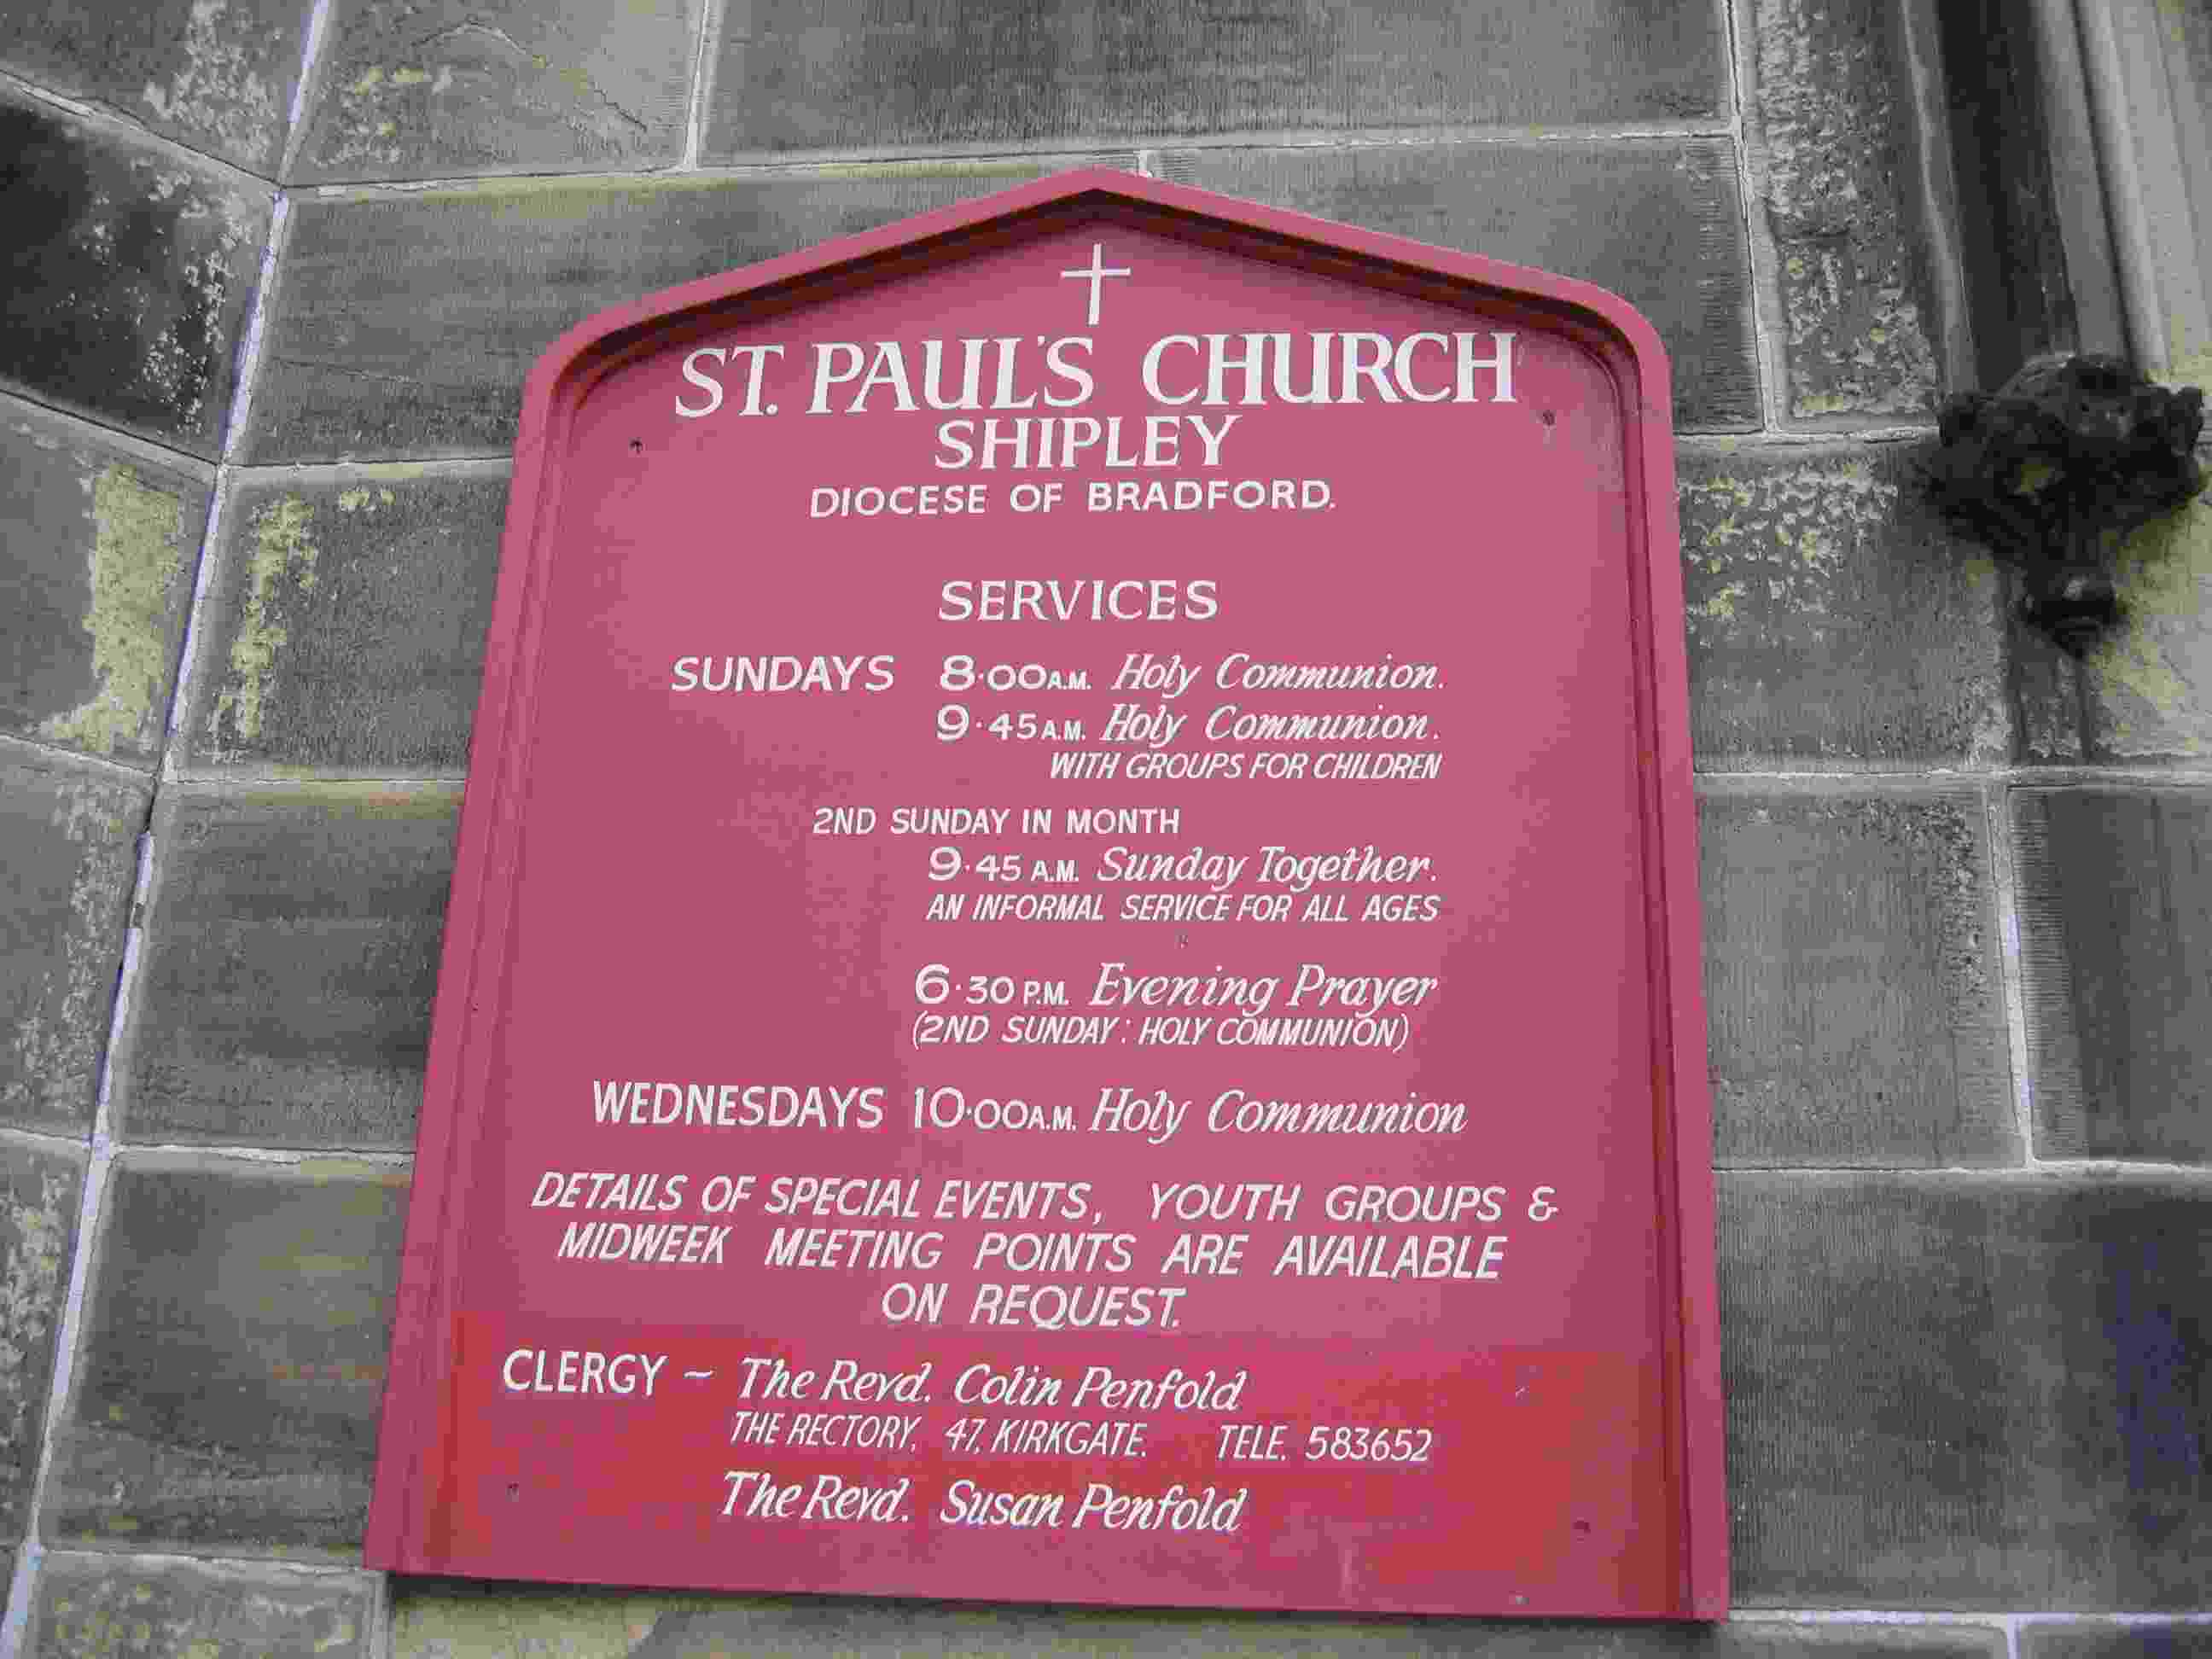 ST. PAUL'S CHURCH
SHIPLEY
DIOCESE OF BRADFORD.
SERVICES
SUNDAYS 8·00 A.M. Holy Communion.
9·45 A.M. Holy Communion.
WITH GROUPS FOR CHILDREN
2ND SUNDAY IN MONTH
9·45 A.M. Sunday Together.
AN INFORMAL SERVICE FOR ALL AGES
6·30 P.M. Evening Prayer
(2ND SUNDAY: HOLY COMMUNION)
WEDNESDAYS 10·00 A.M. Holy Communion
DETAILS OF SPECIAL EVENTS, YOUTH GROUPS &
MIDWEEK MEETING POINTS ARE AVAILABLE
ON REQUEST.
CLERGY ~ The Revd. Colin Penfold
THE RECTORY, 47, KIRKGATE. TELE. 583652
The Revd. Susan Penfold